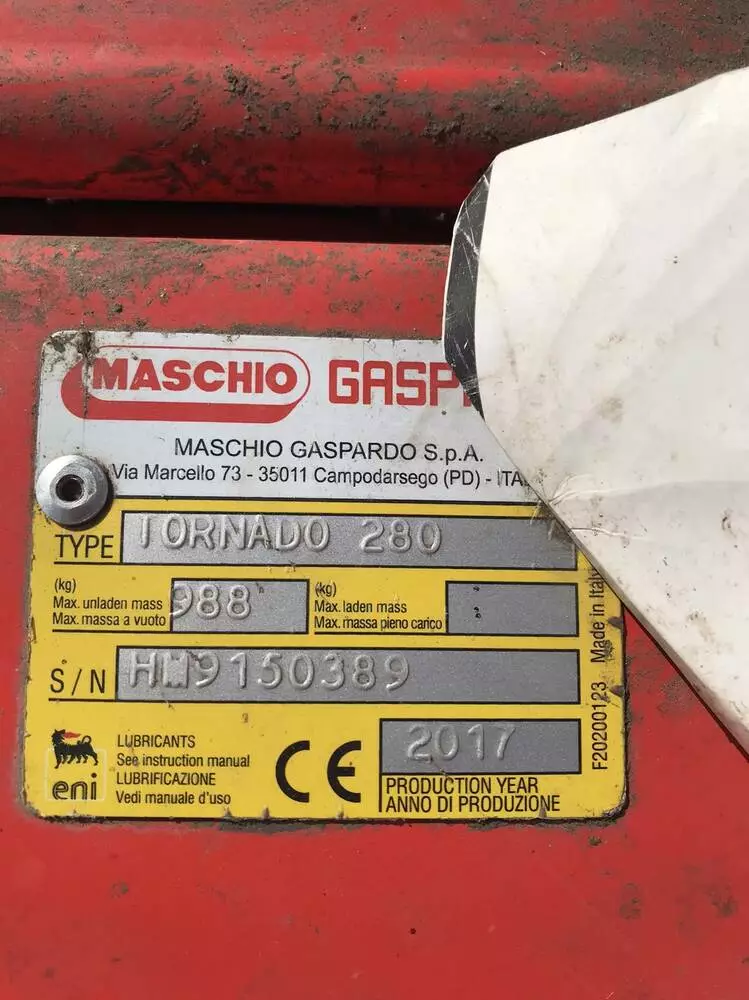 MASCHIO GASP
MASCHIO GASPARDO S.p.A.
Via Marcello 73 - 35011 Campodarsego (PD) - ITA
TYPE TORNADO 280
(kg)
Max. unladen mass
Max. massa a vuoto
988
(kg)
Max. laden mass
Max. massa pieno carico
S/N HM9150389
eni
LUBRICANTS
See instruction manual
LUBRIFICAZIONE
Vedi manuale d'uso
CE
2017
PRODUCTION YEAR
ANNO DI PRODUZIONE
F20200123 Made in Italy